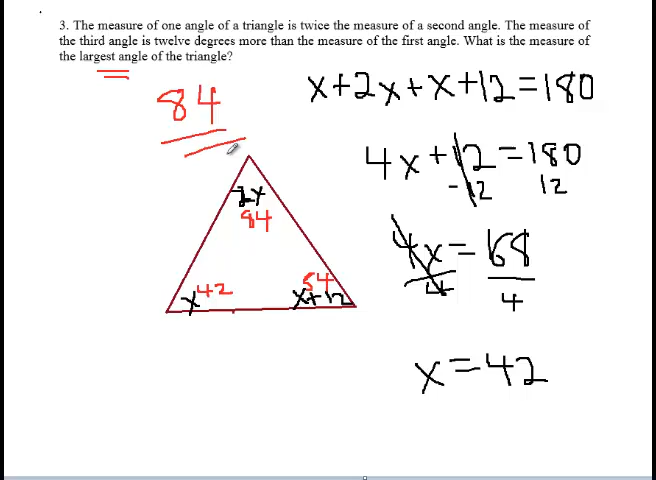 3. The measure of one angle of a triangle is twice the measure of a second angle. The measure of
the third angle is twelve degrees more than the measure of the first angle. What is the measure of
the largest angle of the triangle?
84
x+2x+x+12=180
4x+12=180
-12 12
4x=168
4 4
x=42
2x
84
x 42
54
x+12